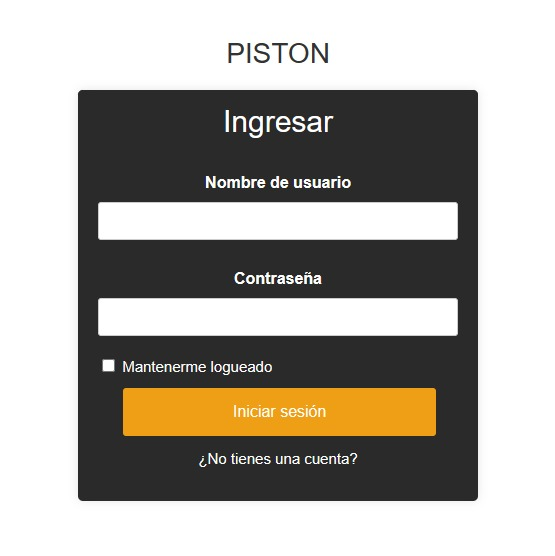 PISTON
Ingresar
Nombre de usuario
Contraseña
Mantenerme logueado
Iniciar sesión
¿No tienes una cuenta?